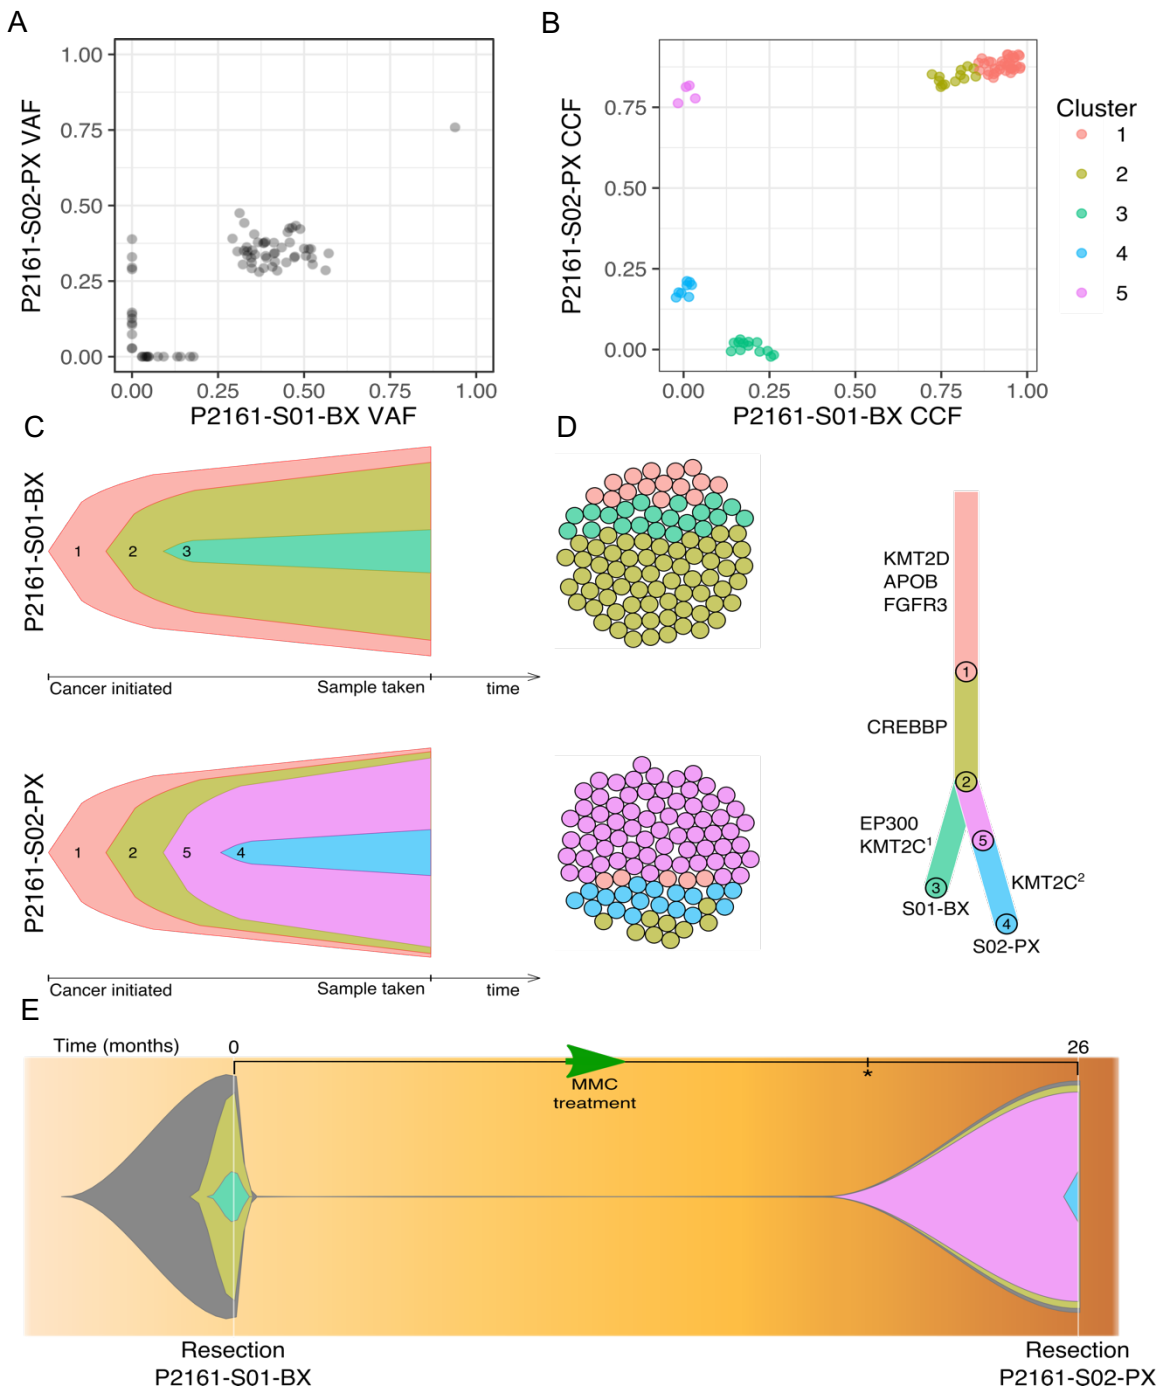 A
P2161-S02-PX VAF
1.00
0.75
0.50
0.25
0.00
0.00
0.25
0.50
0.75
1.00
P2161-S01-BX VAF
B
P2161-S02-PX CCF
0.75
0.50
0.25
0.00
0.00
0.25
0.50
0.75
1.00
P2161-S01-BX CCF
Cluster
1
2
3
4
5
C
P2161-S01-BX
1
2
3
Cancer initiated
Sample taken
time
P2161-S02-PX
1
2
5
4
Cancer initiated
Sample taken
time
D
KMT2D
APOB
FGFR3
1
CREBBP
2
EP300
KMT2C¹
5
KMT2C²
3
S01-BX
4
S02-PX
E
Time (months)
0
26
MMC
treatment
*
Resection
P2161-S01-BX
Resection
P2161-S02-PX